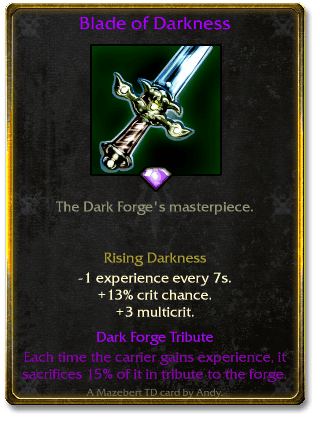 Blade of Darkness
The Dark Forge's masterpiece.
Rising Darkness
-1 experience every 7s.
+13% crit chance.
+3 multicrit.
Dark Forge Tribute
Each time the carrier gains experience, it
sacrifices 15% of it in tribute to the forge.
A Mazebert TD card by Andy.